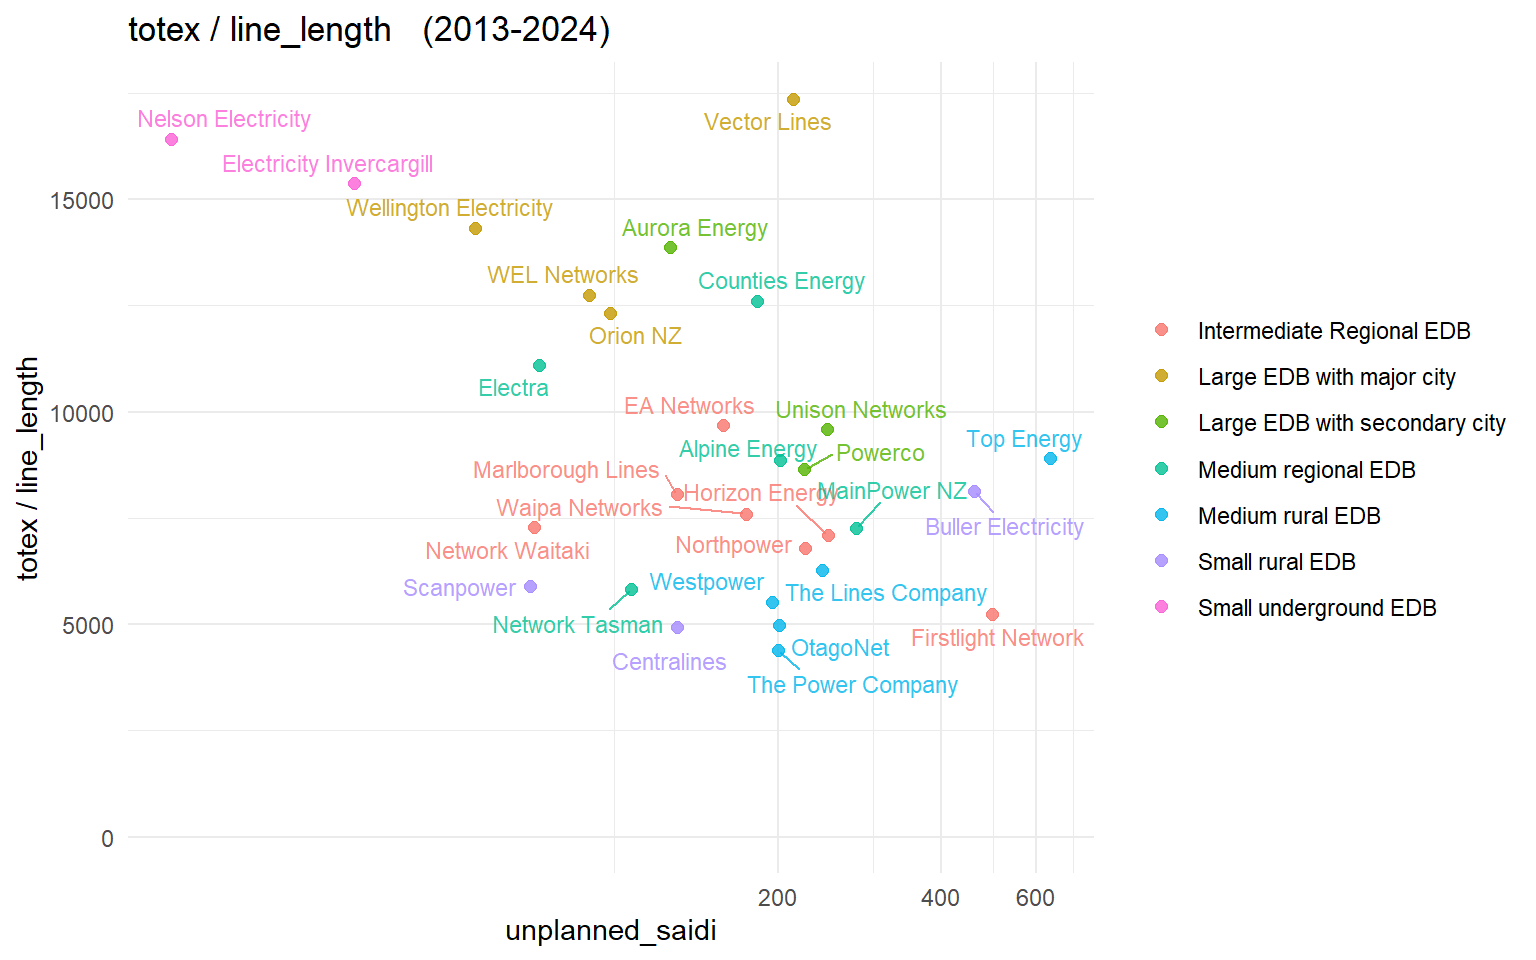 totex / line_length (2013-2024)
Nelson Electricity
Vector Lines
Electricity Invercargill
15000
Wellington Electricity
Aurora Energy
WEL Networks
Counties Energy
Orion NZ
Intermediate Regional EDB
Large EDB with major city
Electra
EA Networks
Unison Networks
10000
Large EDB with secondary city
Top Energy
Alpine Energy
Powerco
Marlborough Lines
Medium regional EDB
Horizon Energy
MainPower NZ
Waipa Networks
Medium rural EDB
Buller Electricity
totex / line_length
Northpower
Network Waitaki
Small rural EDB
Westpower
Scanpower
The Lines Company
Small underground EDB
5000
Network Tasman
Firstlight Network
OtagoNet
Centralines
The Power Company
0
200
400
600
unplanned_saidi